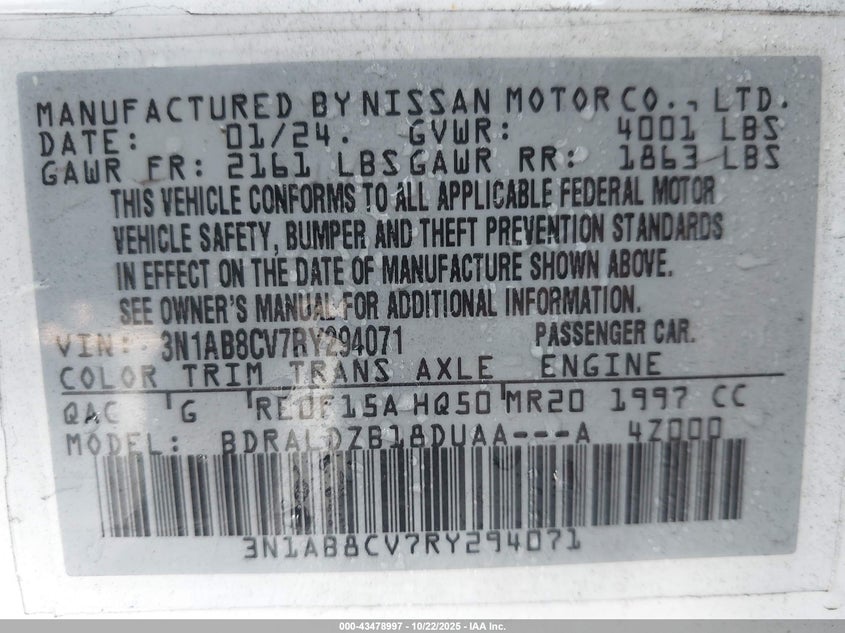 MANUFACTURED BY NISSAN MOTOR CO., LTD.
DATE: 01/24. GVWR: 4001 LBS
GAWR FR: 2161 LBS GAWR RR: 1863 LBS
THIS VEHICLE CONFORMS TO ALL APPLICABLE FEDERAL MOTOR
VEHICLE SAFETY, BUMPER AND THEFT PREVENTION STANDARDS
IN EFFECT ON THE DATE OF MANUFACTURE SHOWN ABOVE.
SEE OWNER'S MANUAL FOR ADDITIONAL INFORMATION.
VIN: 3N1AB8CV7RY294071 PASSENGER CAR.
COLOR TRIM TRANS AXLE ENGINE
QAC G RE0F15A HQ50 MR20 1997 CC
MODEL: BDRALDZB18DUAA---A 4Z000
3N1AB8CV7RY294071
000-43478997 - 10/22/2025 - IAA Inc.